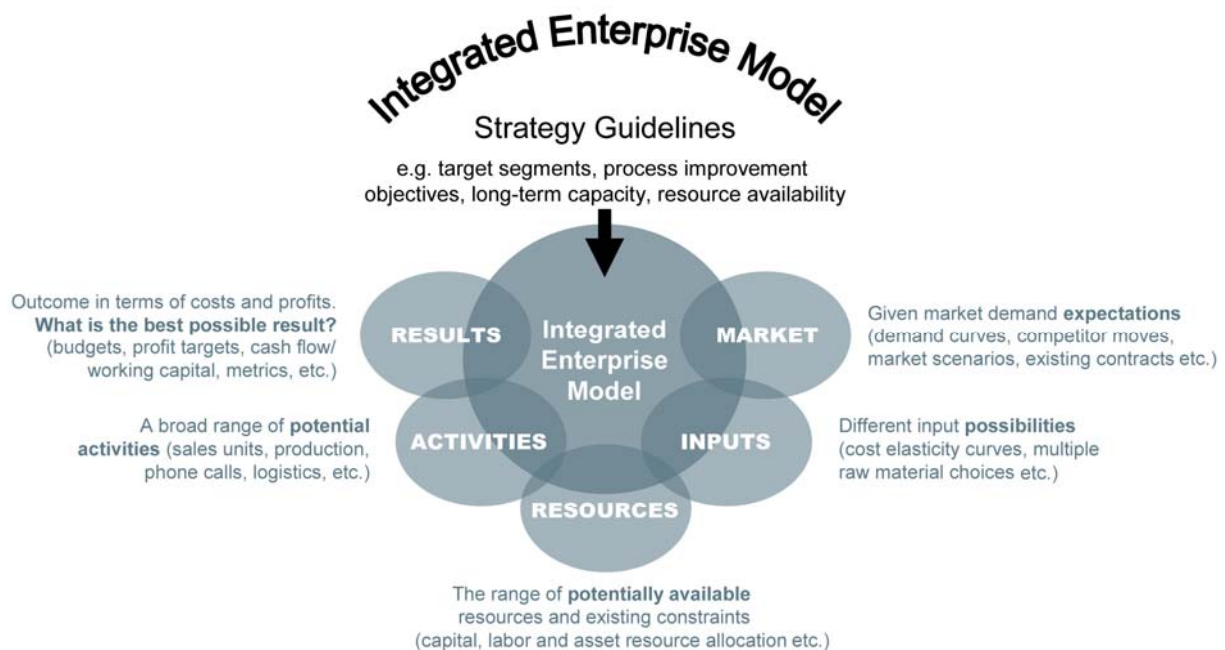 Integrated Enterprise Model
Strategy Guidelines
e.g. target segments, process improvement
objectives, long-term capacity, resource availability
Outcome in terms of costs and profits.
What is the best possible result?
(budgets, profit targets, cash flow/
working capital, metrics, etc.)
RESULTS
Integrated
Enterprise
Model
MARKET
Given market demand expectations
(demand curves, competitor moves,
market scenarios, existing contracts etc.)
A broad range of potential
activities (sales units, production,
phone calls, logistics, etc.)
ACTIVITIES
INPUTS
Different input possibilities
(cost elasticity curves, multiple
raw material choices etc.)
RESOURCES
The range of potentially available
resources and existing constraints
(capital, labor and asset resource allocation etc.)